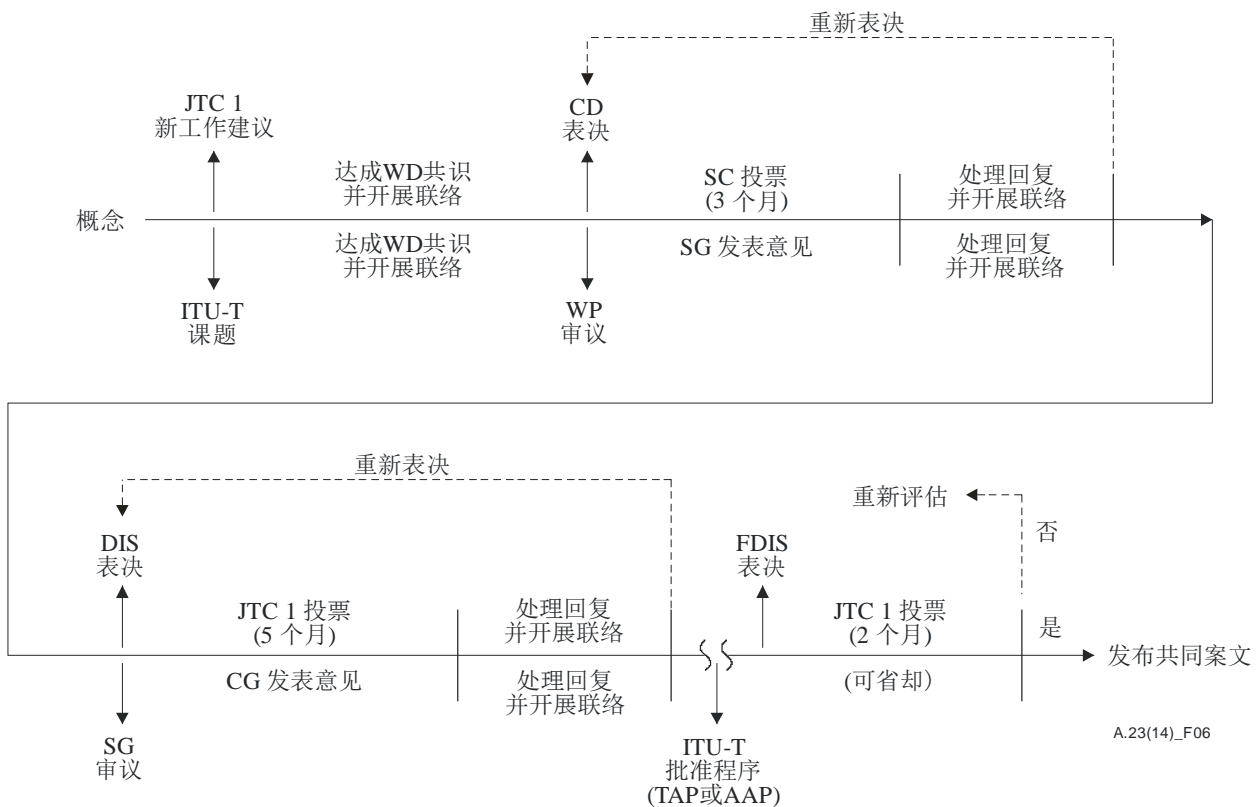 重新表决
JTC 1
新工作建议
CD
表决
达成WD共识
并开展联络
SC 投票
(3 个月)
处理回复
并开展联络
概念
达成WD共识
并开展联络
SG 发表意见
处理回复
并开展联络
ITU-T
课题
WP
审议
重新表决
重新评估
DIS
表决
FDIS
表决
否
JTC 1 投票
(5 个月)
处理回复
并开展联络
JTC 1 投票
(2 个月)
是
发布共同案文
CG 发表意见
处理回复
并开展联络
(可省却)
SG
审议
ITU-T
批准程序
(TAP或AAP)
A.23(14)_F06